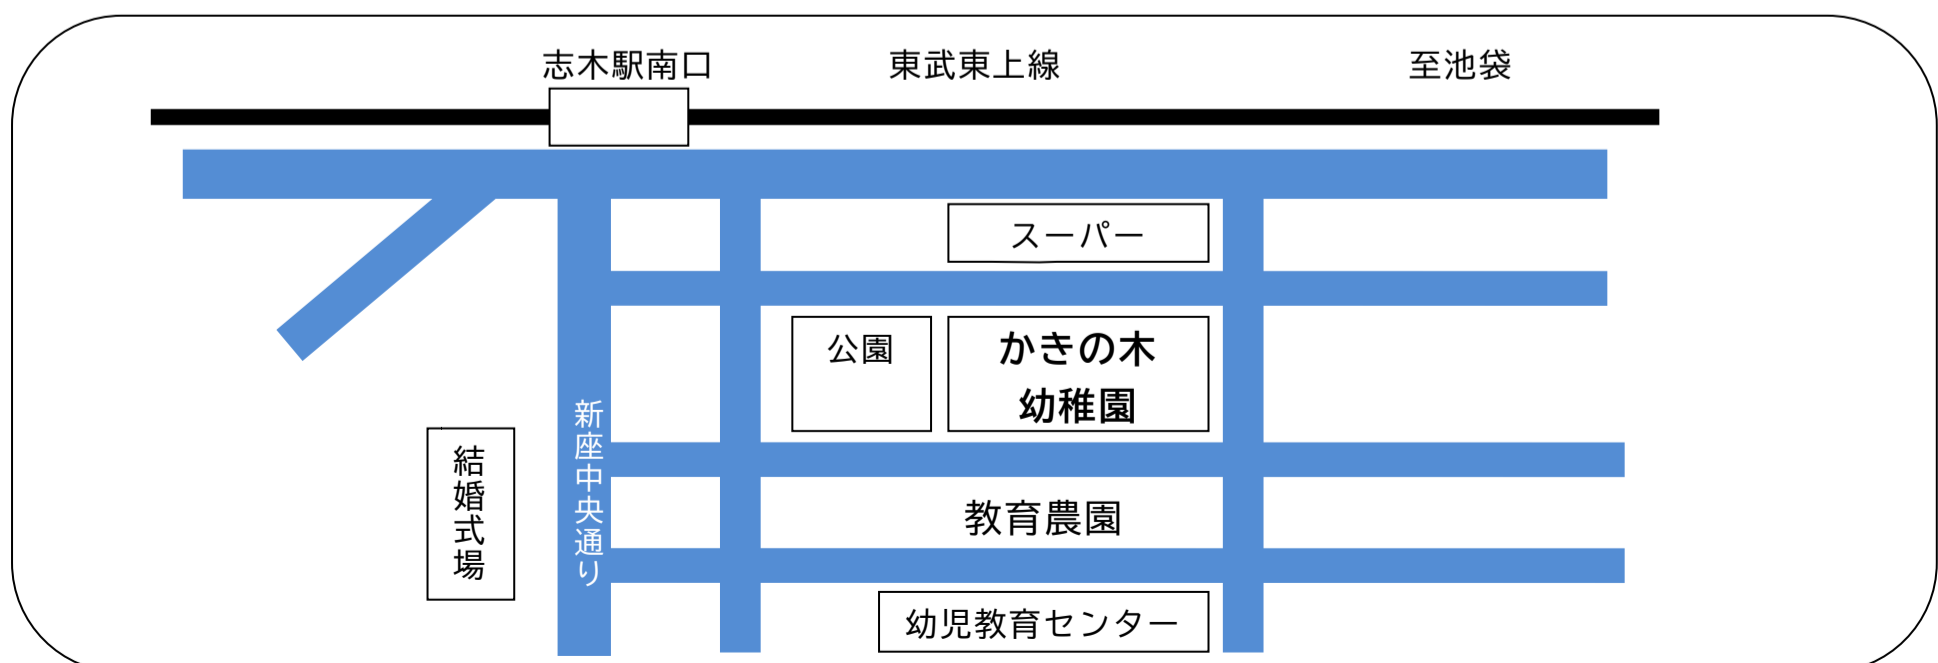 志木駅南口
東武東上線
至池袋
スーパー
公園
かきの木
幼稚園
新座中央通り
結婚式場
教育農園
幼児教育センター